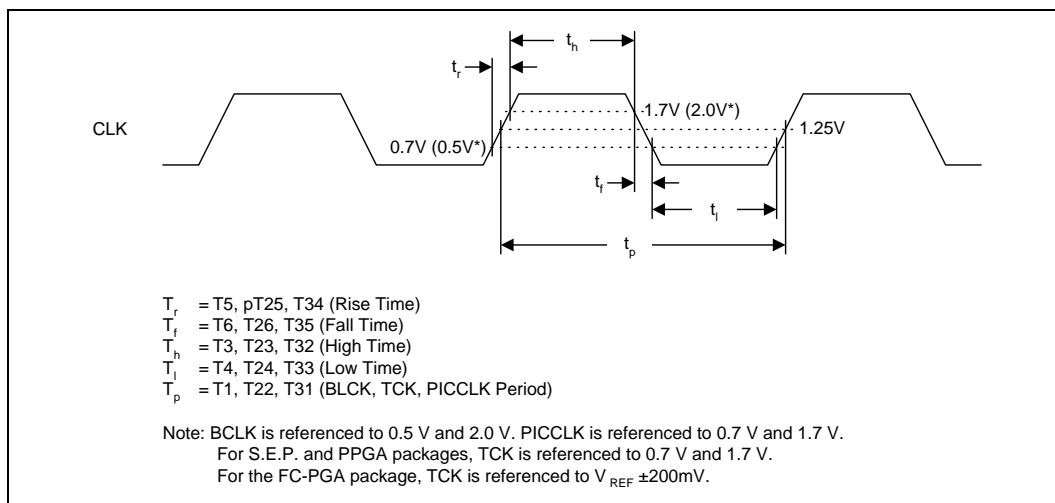 t_h
t_r
1.7V (2.0V*)
CLK
1.25V
0.7V (0.5V*)
t_f
t_l
t_p
T_r = T5, pT25, T34 (Rise Time)
T_f = T6, T26, T35 (Fall Time)
T_h = T3, T23, T32 (High Time)
T_l = T4, T24, T33 (Low Time)
T_p = T1, T22, T31 (BLCK, TCK, PICCLK Period)
Note: BCLK is referenced to 0.5 V and 2.0 V. PICCLK is referenced to 0.7 V and 1.7 V.
For S.E.P. and PPGA packages, TCK is referenced to 0.7 V and 1.7 V.
For the FC-PGA package, TCK is referenced to V_REF ±200mV.